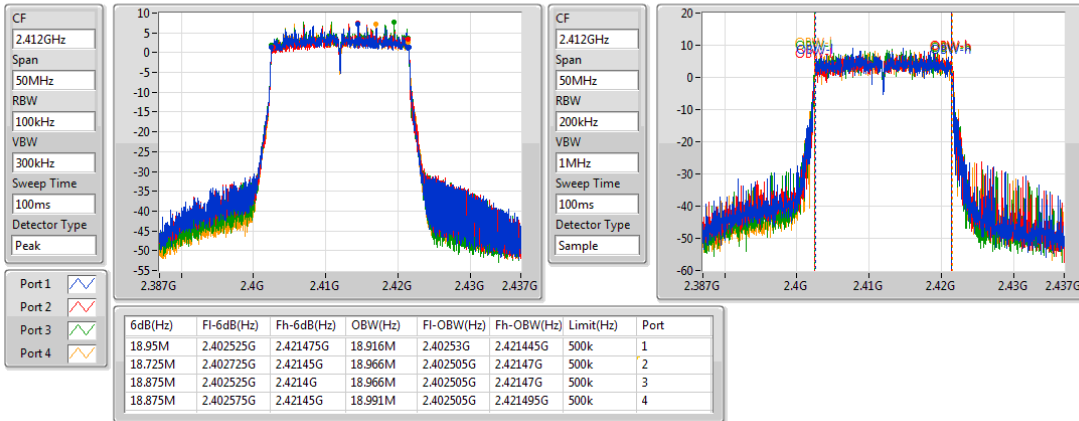 CF
2.412GHz
Span
50MHz
RBW
100kHz
VBW
300kHz
Sweep Time
100ms
Detector Type
Peak
10
5
0
-5
-10
-15
-20
-25
-30
-35
-40
-45
-50
-55
2.387G 2.4G 2.41G 2.42G 2.43G 2.437G
CF
2.412GHz
Span
50MHz
RBW
200kHz
VBW
1MHz
Sweep Time
100ms
Detector Type
Sample
20
10
0
-10
-20
-30
-40
-50
-60
OBW-l OBW-h
2.387G 2.4G 2.41G 2.42G 2.43G 2.437G
Port 1
Port 2
Port 3
Port 4
6dB(Hz) Fl-6dB(Hz) Fh-6dB(Hz) OBW(Hz) Fl-OBW(Hz) Fh-OBW(Hz) Limit(Hz) Port
18.95M 2.402525G 2.421475G 18.916M 2.40253G 2.421445G 500k 1
18.725M 2.402725G 2.42145G 18.966M 2.402505G 2.42147G 500k 2
18.875M 2.402525G 2.4214G 18.966M 2.402505G 2.42147G 500k 3
18.875M 2.402575G 2.42145G 18.991M 2.402505G 2.421495G 500k 4